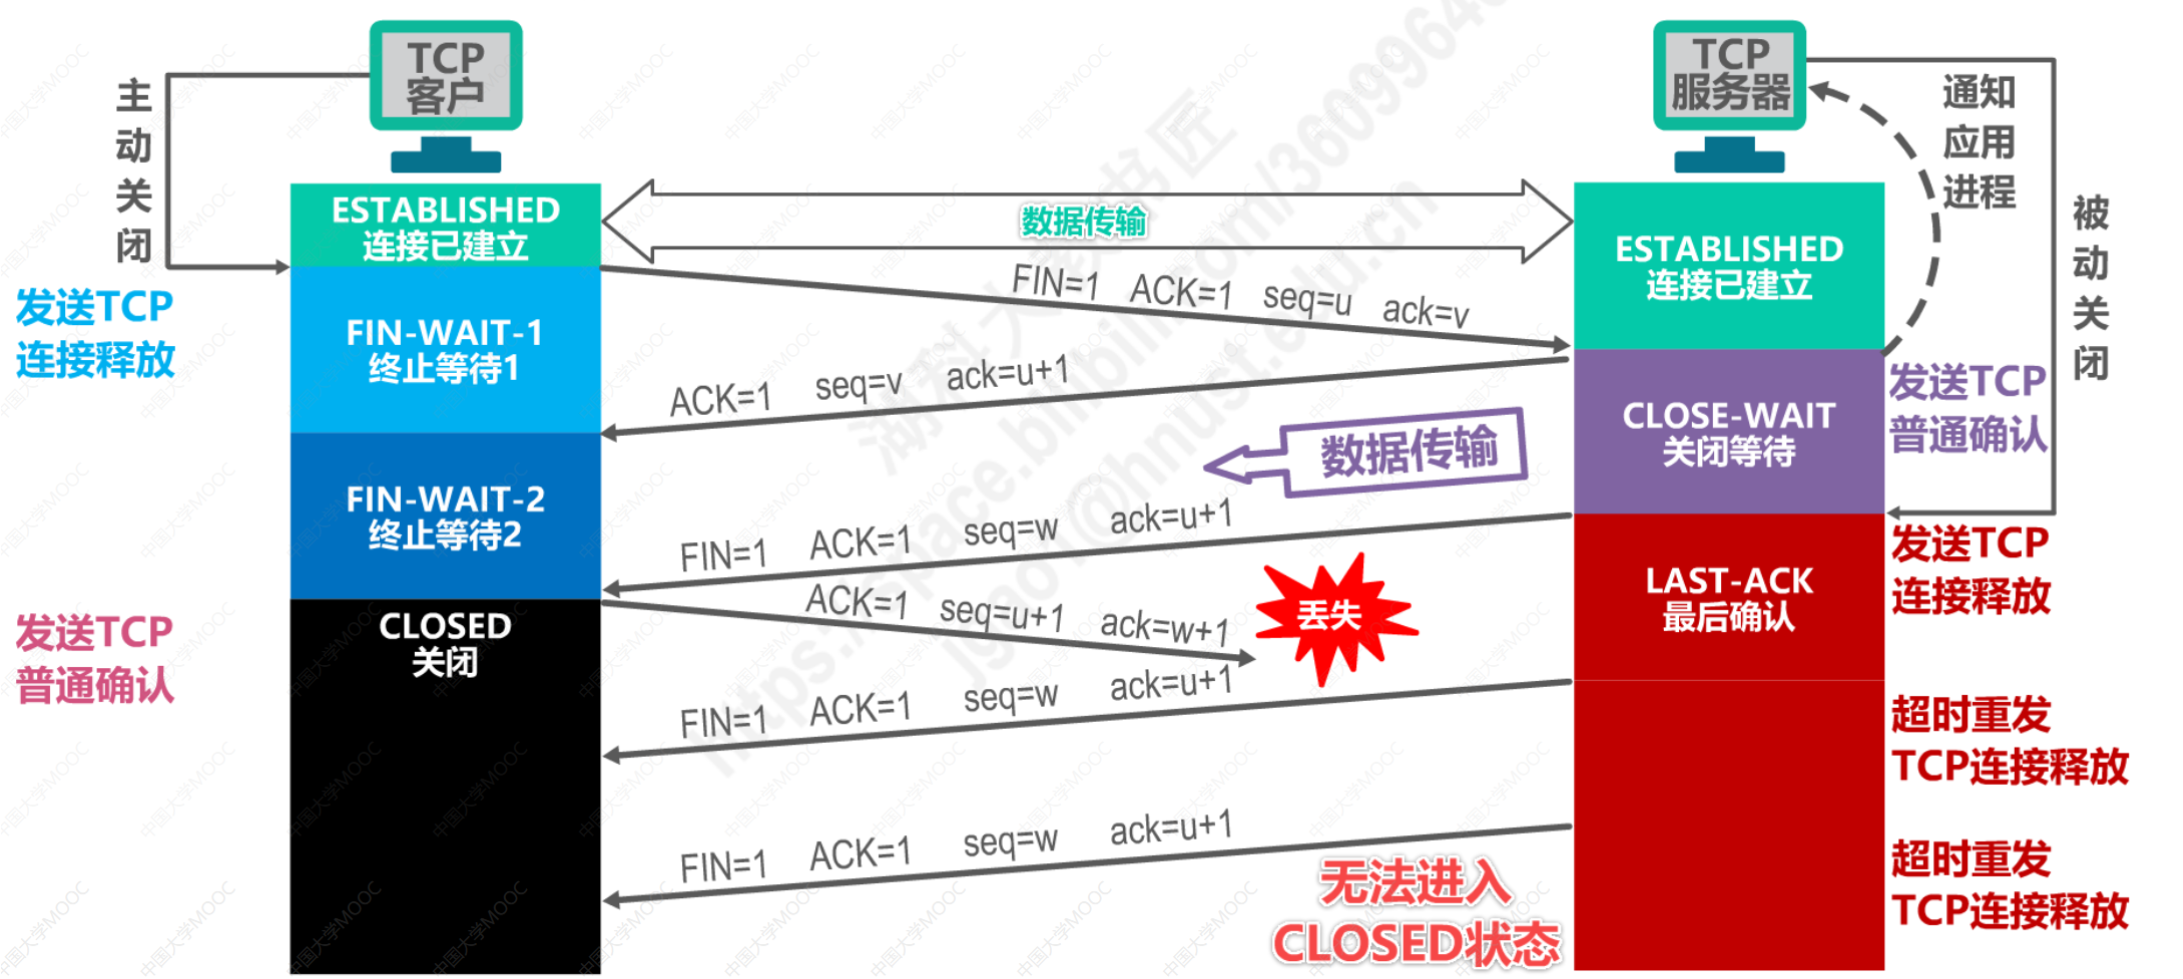 TCP
客户
TCP
服务器
主动关闭
通知应用进程
被动关闭
ESTABLISHED
连接已建立
数据传输
ESTABLISHED
连接已建立
FIN=1 ACK=1 seq=u ack=v
发送TCP
连接释放
FIN-WAIT-1
终止等待1
ACK=1 seq=v ack=u+1
发送TCP
普通确认
CLOSE-WAIT
关闭等待
数据传输
FIN-WAIT-2
终止等待2
FIN=1 ACK=1 seq=w ack=u+1
发送TCP
连接释放
LAST-ACK
最后确认
ACK=1 seq=u+1 ack=w+1
丢失
发送TCP
普通确认
CLOSED
关闭
FIN=1 ACK=1 seq=w ack=u+1
超时重发
TCP连接释放
FIN=1 ACK=1 seq=w ack=u+1
超时重发
TCP连接释放
无法进入
CLOSED状态
中国大学MOOC